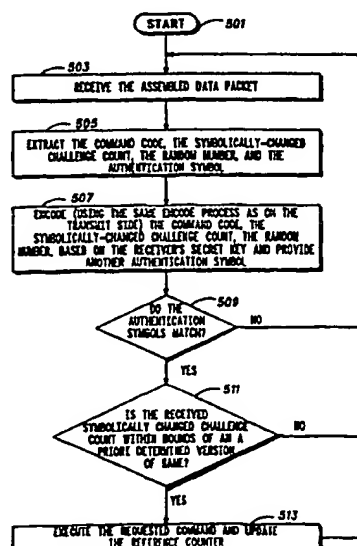 START
501
503
RECEIVE THE ASSEMBLED DATA PACKET
505
EXTRACT THE COMMAND CODE, THE SYMBOLICALLY-CHANGED
CHALLENGE COUNT, THE RANDOM NUMBER, AND THE
AUTHENTICATION SYMBOL
507
ENCODE (USING THE SAME ENCODE PROCESS AS ON THE
TRANSMIT SIDE) THE COMMAND CODE, THE
SYMBOLICALLY-CHANGED CHALLENGE COUNT, THE RANDOM
NUMBER, BASED ON THE RECEIVER'S SECRET KEY AND PROVIDE
ANOTHER AUTHENTICATION SYMBOL
509
DO THE
AUTHENTICATION
SYMBOLS MATCH?
NO
YES
511
IS THE RECEIVED
SYMBOLICALLY CHANGED CHALLENGE
COUNT WITHIN BOUNDS OF AN A
PRIORI DETERMINED VERSION
OF SAME?
NO
YES
513
EXECUTE THE REQUESTED COMMAND AND UPDATE
THE REFERENCE COUNTER